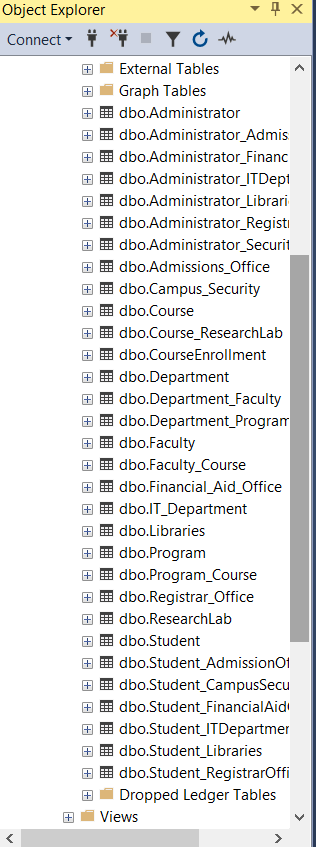 Object Explorer
Connect
External Tables
Graph Tables
dbo.Administrator
dbo.Administrator_Admis
dbo.Administrator_Financ
dbo.Administrator_ITDept
dbo.Administrator_Librari
dbo.Administrator_Registr
dbo.Administrator_Securit
dbo.Admissions_Office
dbo.Campus_Security
dbo.Course
dbo.Course_ResearchLab
dbo.CourseEnrollment
dbo.Department
dbo.Department_Faculty
dbo.Department_Program
dbo.Faculty
dbo.Faculty_Course
dbo.Financial_Aid_Office
dbo.IT_Department
dbo.Libraries
dbo.Program
dbo.Program_Course
dbo.Registrar_Office
dbo.ResearchLab
dbo.Student
dbo.Student_AdmissionOf
dbo.Student_CampusSecu
dbo.Student_FinancialAid
dbo.Student_ITDepartmen
dbo.Student_Libraries
dbo.Student_RegistrarOffi
Dropped Ledger Tables
Views